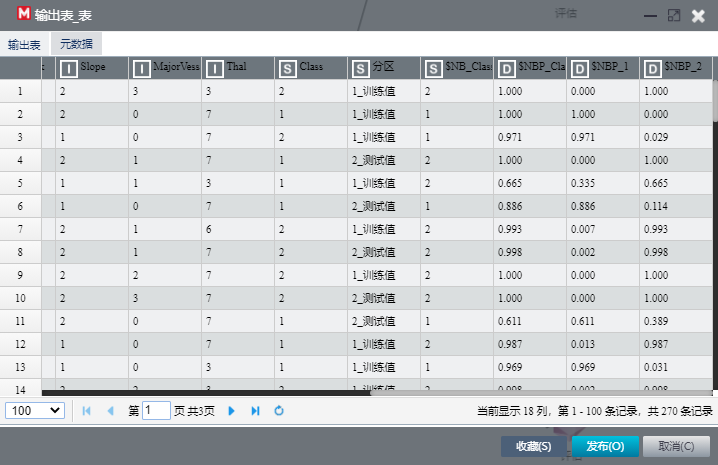 评估
输出表_表
输出表 元数据
Slope MajorVess Thal Class 分区 $NB_Class $NBP_Cla $NBP_1 $NBP_2
1 2 3 3 2 1_训练值 2 1.000 0.000 1.000
2 2 0 7 1 1_训练值 1 1.000 1.000 0.000
3 1 0 7 2 1_训练值 1 0.971 0.971 0.029
4 2 1 7 1 2_测试值 2 1.000 0.000 1.000
5 1 1 3 1 1_训练值 2 0.665 0.335 0.665
6 1 0 7 1 2_测试值 1 0.886 0.886 0.114
7 2 1 6 2 1_训练值 2 0.993 0.007 0.993
8 2 1 7 2 2_测试值 2 0.998 0.002 0.998
9 2 2 7 2 1_训练值 2 1.000 0.000 1.000
10 2 3 7 2 2_测试值 2 1.000 0.000 1.000
11 2 0 7 1 2_测试值 1 0.611 0.611 0.389
12 1 0 7 1 1_训练值 2 0.987 0.013 0.987
13 1 0 3 1 1_训练值 1 0.969 0.969 0.031
14 2 2 3 2 1_训练值 2 0.998 0.002 0.998
100 第 1 页 共3页 当前显示 18 列，第 1 - 100 条记录，共 270 条记录
收藏(S) 发布(O) 取消(C)
评估